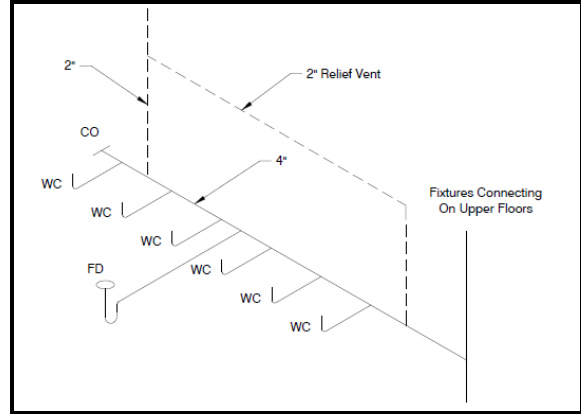 2"
2" Relief Vent
CO
4"
WC
WC
Fixtures Connecting
On Upper Floors
WC
FD
WC
WC
WC